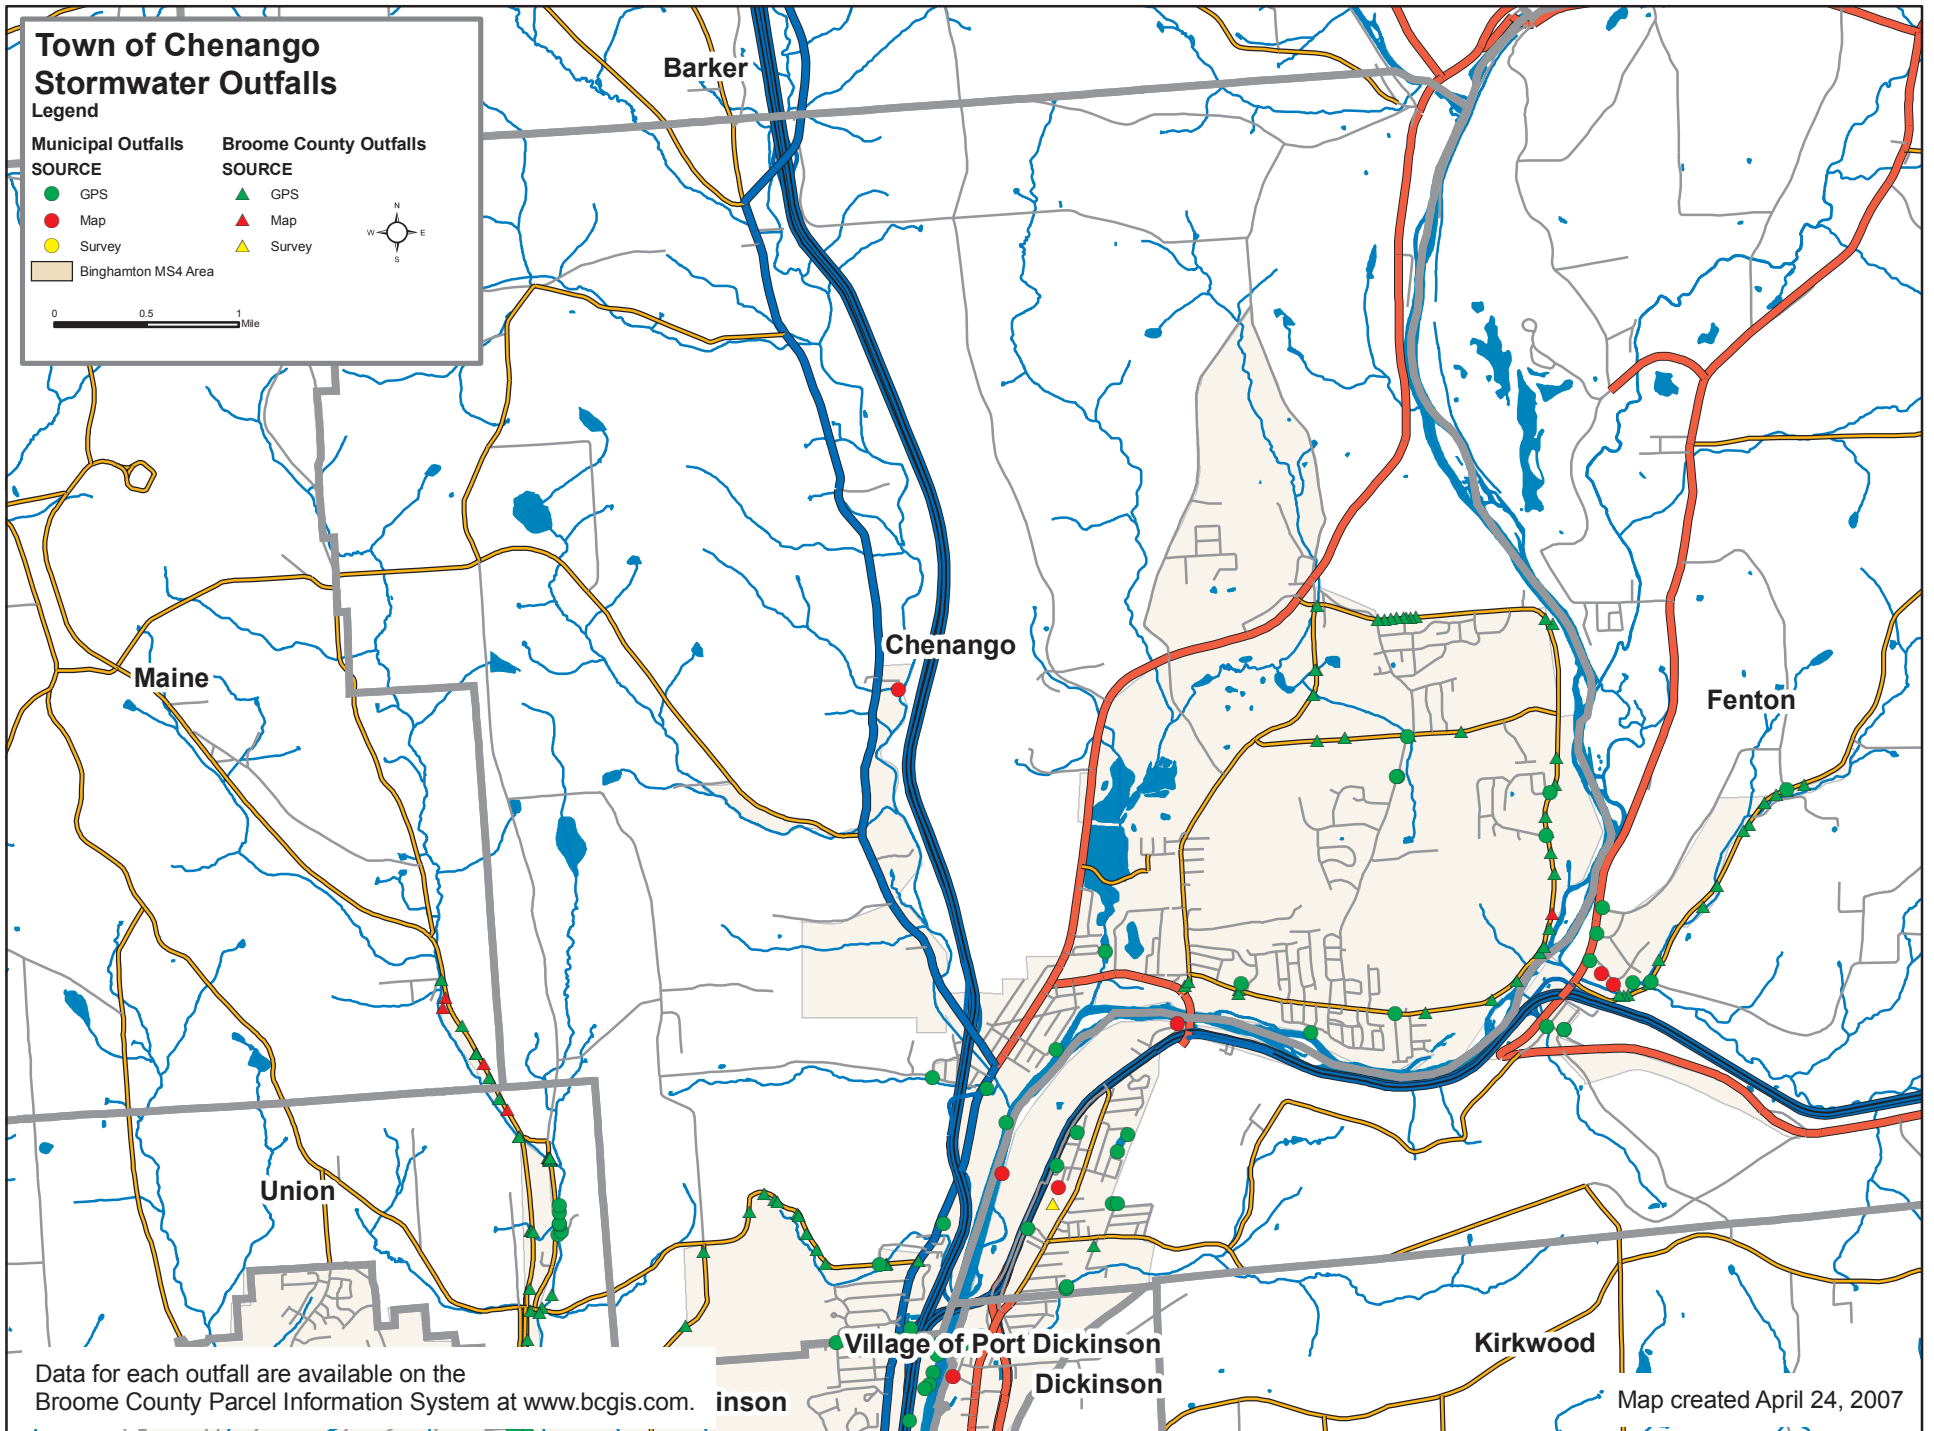 Town of Chenango
Stormwater Outfalls
Legend
Municipal Outfalls
SOURCE
GPS
Map
Survey
Binghamton MS4 Area
Broome County Outfalls
SOURCE
GPS
Map
Survey
N
W
E
S
0
0.5
1
Mile
Barker
Chenango
Maine
Fenton
Union
Village of Port Dickinson
Dickinson
Kirkwood
inson
Data for each outfall are available on the
Broome County Parcel Information System at www.bcgis.com.
Map created April 24, 2007